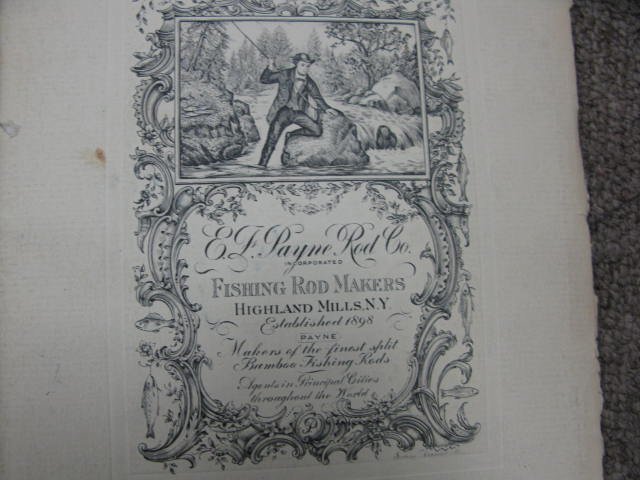 E.F. Payne Rod Co.
INCORPORATED
FISHING ROD MAKERS
HIGHLAND MILLS, N.Y.
Established 1898
PAYNE
Makers of the finest split
Bamboo Fishing Rods
Agents in Principal Cities
throughout the World
P